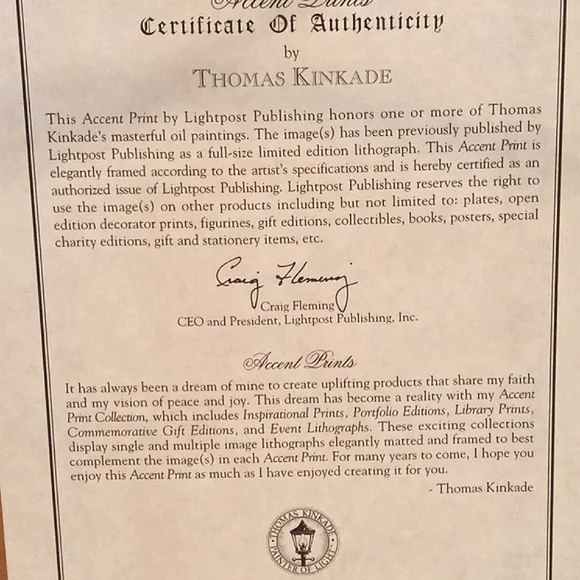 Accent Prints
Certificate Of Authenticity
by
THOMAS KINKADE
This Accent Print by Lightpost Publishing honors one or more of Thomas
Kinkade's masterful oil paintings. The image(s) has been previously published by
Lightpost Publishing as a full-size limited edition lithograph. This Accent Print is
elegantly framed according to the artist's specifications and is hereby certified as an
authorized issue of Lightpost Publishing. Lightpost Publishing reserves the right to
use the image(s) on other products including but not limited to: plates, open
edition decorator prints, figurines, gift editions, collectibles, books, posters, special
charity editions, gift and stationery items, etc.
Craig Fleming
Craig Fleming
CEO and President, Lightpost Publishing, Inc.
Accent Prints
It has always been a dream of mine to create uplifting products that share my faith
and my vision of peace and joy. This dream has become a reality with my Accent
Print Collection, which includes Inspirational Prints, Portfolio Editions, Library Prints,
Commemorative Gift Editions, and Event Lithographs. These exciting collections
display single and multiple image lithographs elegantly matted and framed to best
complement the image(s) in each Accent Print. For many years to come, I hope you
enjoy this Accent Print as much as I have enjoyed creating it for you.
- Thomas Kinkade
THOMAS KINKADE
PAINTER OF LIGHT